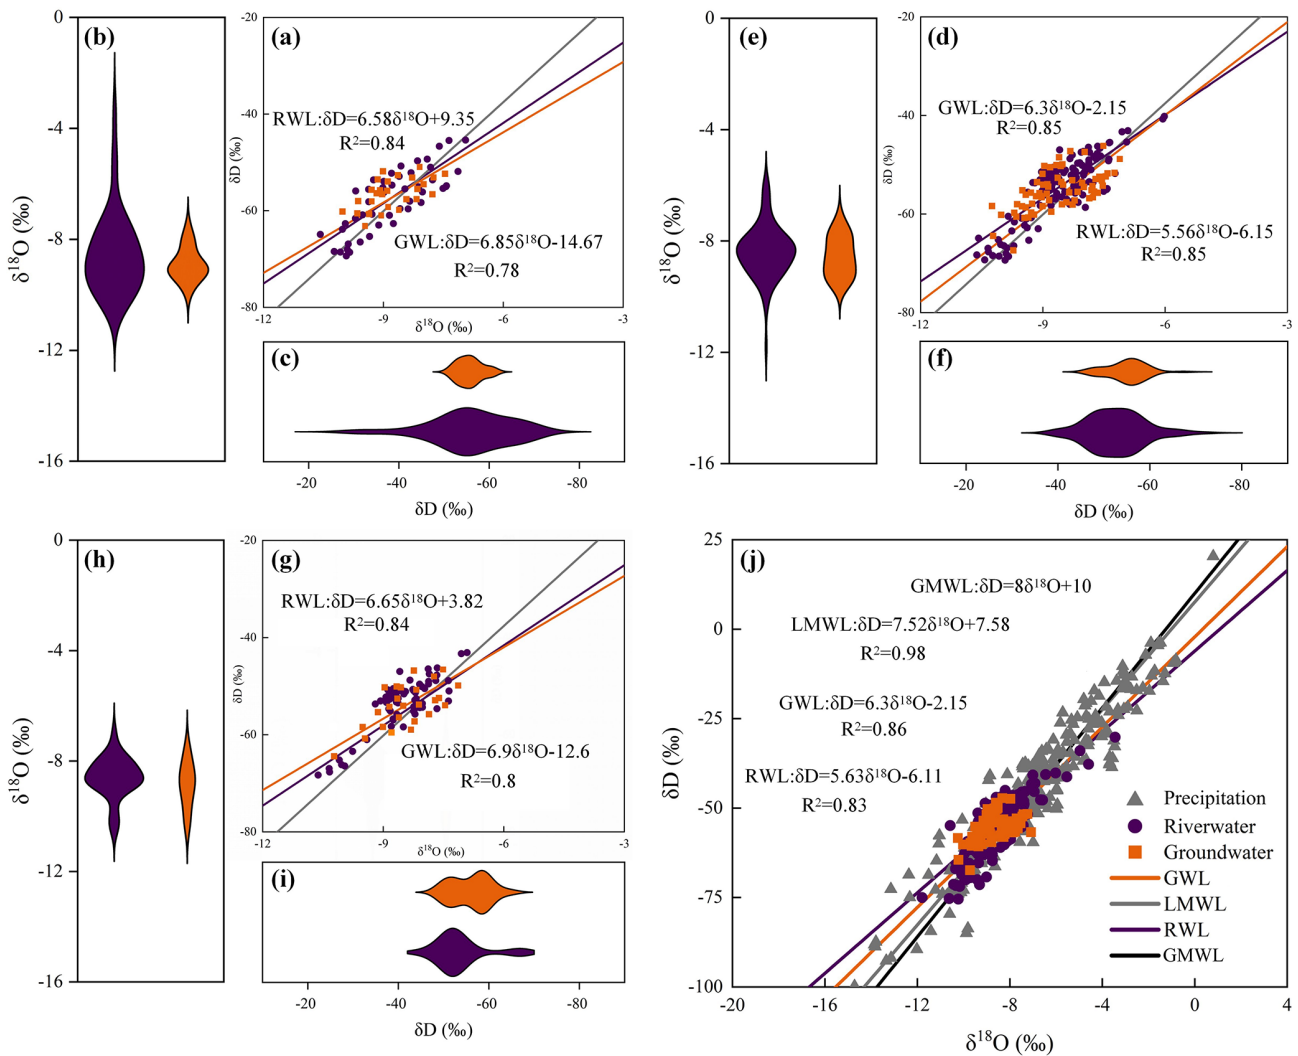 (b)
0
-4
-8
-12
-16
δ¹⁸O (‰)
(a)
-20
-40
-60
-80
δD (‰)
RWL:δD=6.58δ¹⁸O+9.35
R²=0.84
GWL:δD=6.85δ¹⁸O-14.67
R²=0.78
-12
-9
-6
-3
δ¹⁸O (‰)
(c)
-20
-40
-60
-80
δD (‰)
(e)
0
-4
-8
-12
-16
δ¹⁸O (‰)
(d)
-20
-40
-60
-80
δD (‰)
GWL:δD=6.3δ¹⁸O-2.15
R²=0.85
RWL:δD=5.56δ¹⁸O-6.15
R²=0.85
-12
-9
-6
-3
(f)
-20
-40
-60
-80
δD (‰)
(h)
0
-4
-8
-12
-16
δ¹⁸O (‰)
(g)
-20
-40
-60
-80
δD (‰)
RWL:δD=6.65δ¹⁸O+3.82
R²=0.84
GWL:δD=6.9δ¹⁸O-12.6
R²=0.8
-12
-9
-6
-3
δ¹⁸O (‰)
(i)
-20
-40
-60
-80
δD (‰)
(j)
25
0
-25
-50
-75
-100
δD (‰)
GMWL:δD=8δ¹⁸O+10
LMWL:δD=7.52δ¹⁸O+7.58
R²=0.98
GWL:δD=6.3δ¹⁸O-2.15
R²=0.86
RWL:δD=5.63δ¹⁸O-6.11
R²=0.83
Precipitation
Riverwater
Groundwater
GWL
LMWL
RWL
GMWL
-20
-16
-12
-8
-4
0
4
δ¹⁸O (‰)